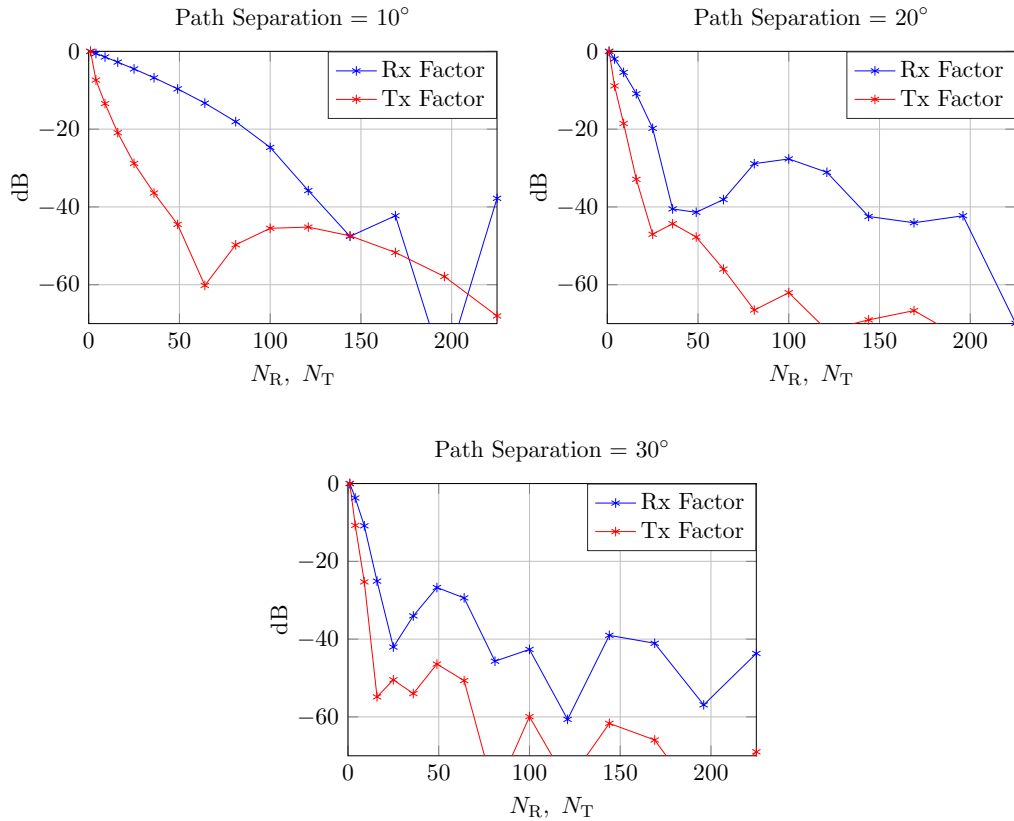 Path Separation = 10°
0
−20
−40
−60
dB
0
50
100
150
200
N_R, N_T
Rx Factor
Tx Factor
Path Separation = 20°
0
−20
−40
−60
dB
0
50
100
150
200
N_R, N_T
Rx Factor
Tx Factor
Path Separation = 30°
0
−20
−40
−60
dB
0
50
100
150
200
N_R, N_T
Rx Factor
Tx Factor